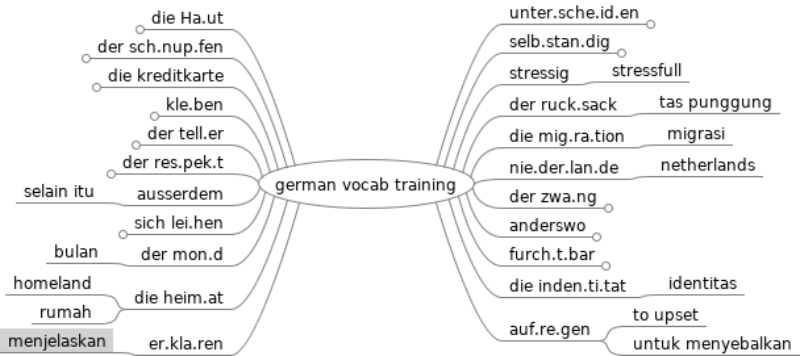 die Ha.ut
der sch.nup.fen
die kreditkarte
kle.ben
der tell.er
der res.pek.t
selain itu ausserdem
sich lei.hen
bulan der mon.d
homeland
die heim.at
rumah
menjelaskan er.kla.ren
german vocab training
unter.sche.id.en
selb.stan.dig
stressig stressfull
der ruck.sack tas punggung
die mig.ra.tion migrasi
nie.der.lan.de netherlands
der zwa.ng
anderswo
furch.t.bar
die inden.ti.tat identitas
auf.re.gen
to upset
untuk menyebalkan